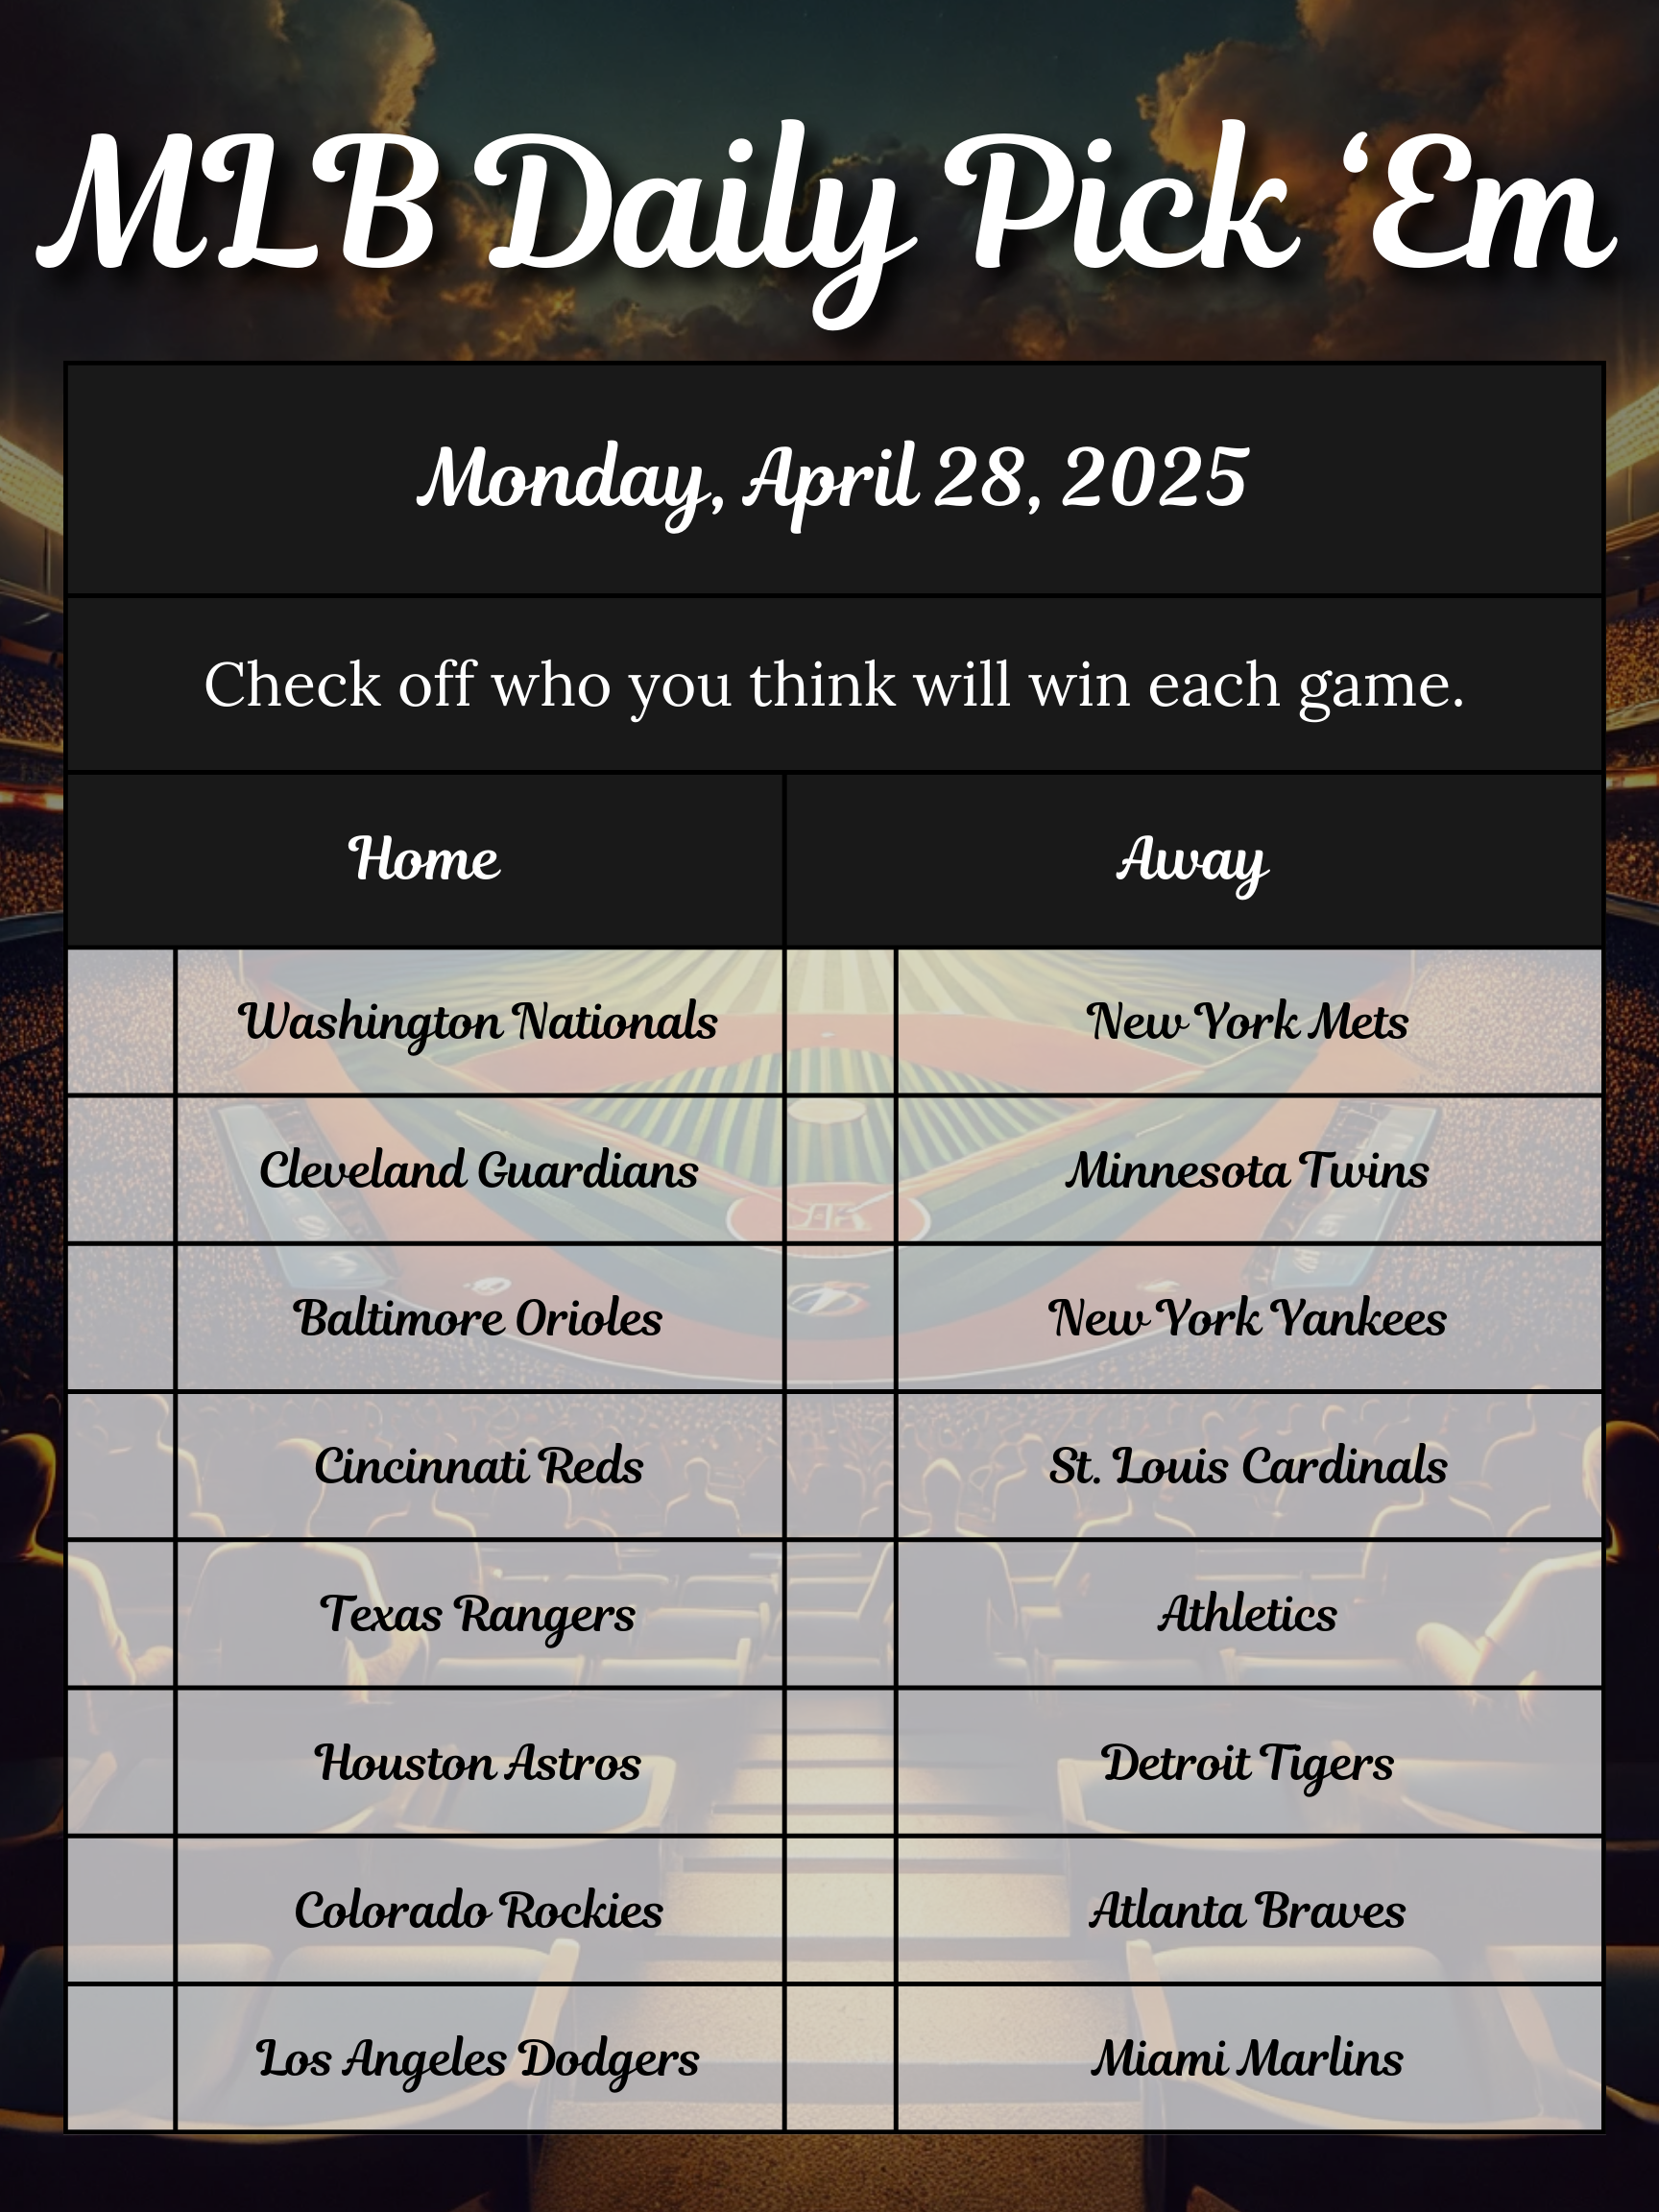 MLB Daily Pick ‘Em
Monday, April 28, 2025
Check off who you think will win each game.
Home Away
Washington Nationals New York Mets
Cleveland Guardians Minnesota Twins
Baltimore Orioles New York Yankees
Cincinnati Reds St. Louis Cardinals
Texas Rangers Athletics
Houston Astros Detroit Tigers
Colorado Rockies Atlanta Braves
Los Angeles Dodgers Miami Marlins